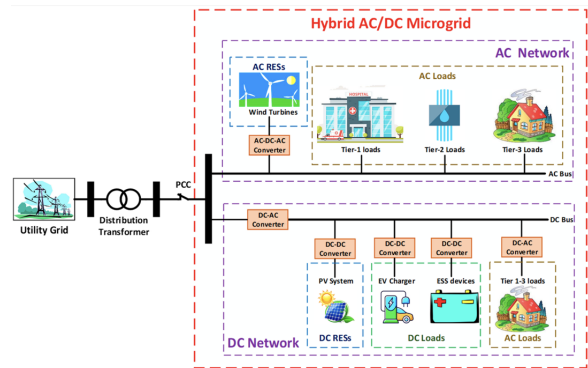 Hybrid AC/DC Microgrid
AC Network
AC RESs
Wind Turbines
AC-DC-AC
Converter
AC Loads
HOSPITAL
Tier-1 loads
Tier-2 Loads
Tier-3 Loads
AC Bus
PCC
Utility Grid
Distribution
Transformer
DC-AC
Converter
DC Bus
DC-DC
Converter
DC-DC
Converter
DC-DC
Converter
DC-AC
Converter
PV System
EV Charger
ESS devices
Tier 1-3 loads
DC RESs
DC Loads
AC Loads
DC Network